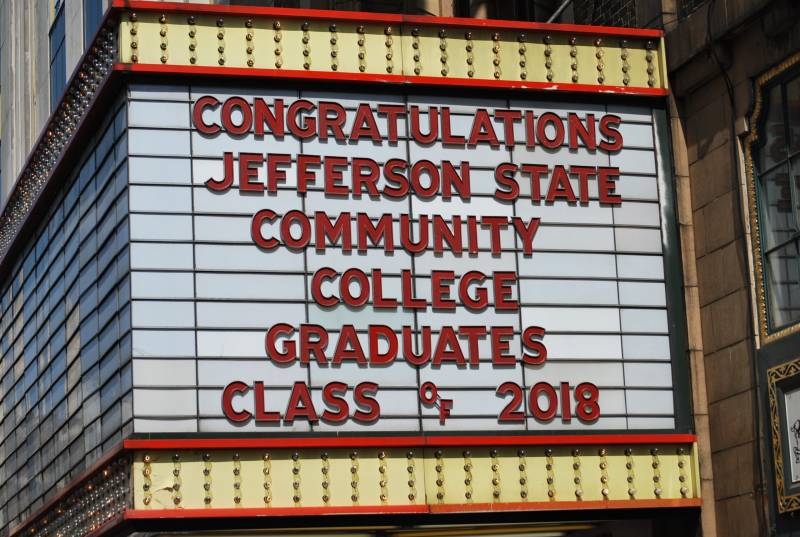 CONGRATULATIONS
JEFFERSON STATE
COMMUNITY
COLLEGE
GRADUATES
CLASS OF 2018